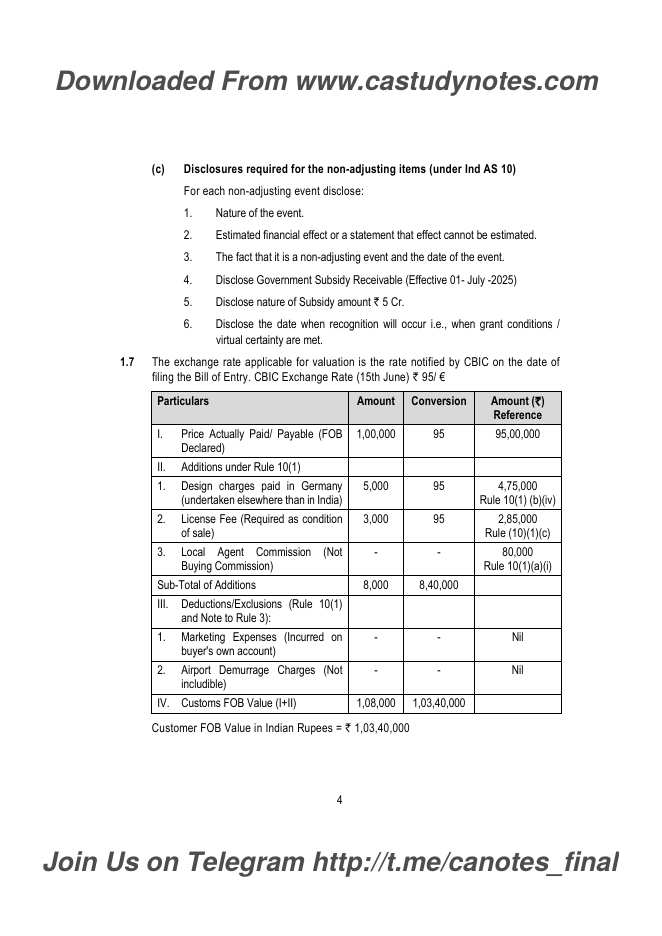 Downloaded From www.castudynotes.com
(c) Disclosures required for the non-adjusting items (under Ind AS 10)
For each non-adjusting event disclose:
1. Nature of the event.
2. Estimated financial effect or a statement that effect cannot be estimated.
3. The fact that it is a non-adjusting event and the date of the event.
4. Disclose Government Subsidy Receivable (Effective 01- July -2025)
5. Disclose nature of Subsidy amount ₹ 5 Cr.
6. Disclose the date when recognition will occur i.e., when grant conditions /
virtual certainty are met.
1.7 The exchange rate applicable for valuation is the rate notified by CBIC on the date of
filing the Bill of Entry. CBIC Exchange Rate (15th June) ₹ 95/ €
Particulars Amount Conversion Amount (₹)
Reference
I. Price Actually Paid/ Payable (FOB 1,00,000 95 95,00,000
Declared)
II. Additions under Rule 10(1)
1. Design charges paid in Germany 5,000 95 4,75,000
(undertaken elsewhere than in India) Rule 10(1) (b)(iv)
2. License Fee (Required as condition 3,000 95 2,85,000
of sale) Rule (10)(1)(c)
3. Local Agent Commission (Not - - 80,000
Buying Commission) Rule 10(1)(a)(i)
Sub-Total of Additions 8,000 8,40,000
III. Deductions/Exclusions (Rule 10(1)
and Note to Rule 3):
1. Marketing Expenses (Incurred on - - Nil
buyer's own account)
2. Airport Demurrage Charges (Not - - Nil
includible)
IV. Customs FOB Value (I+II) 1,08,000 1,03,40,000
Customer FOB Value in Indian Rupees = ₹ 1,03,40,000
4
Join Us on Telegram http://t.me/canotes_final